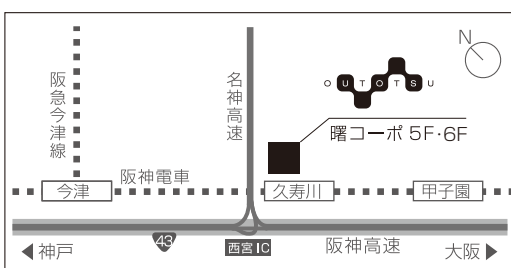 N
OUTOTSU
曙コーポ 5F・6F
阪急今津線
名神高速
阪神電車
今津
久寿川
甲子園
43
西宮IC
阪神高速
◀神戸
大阪▶